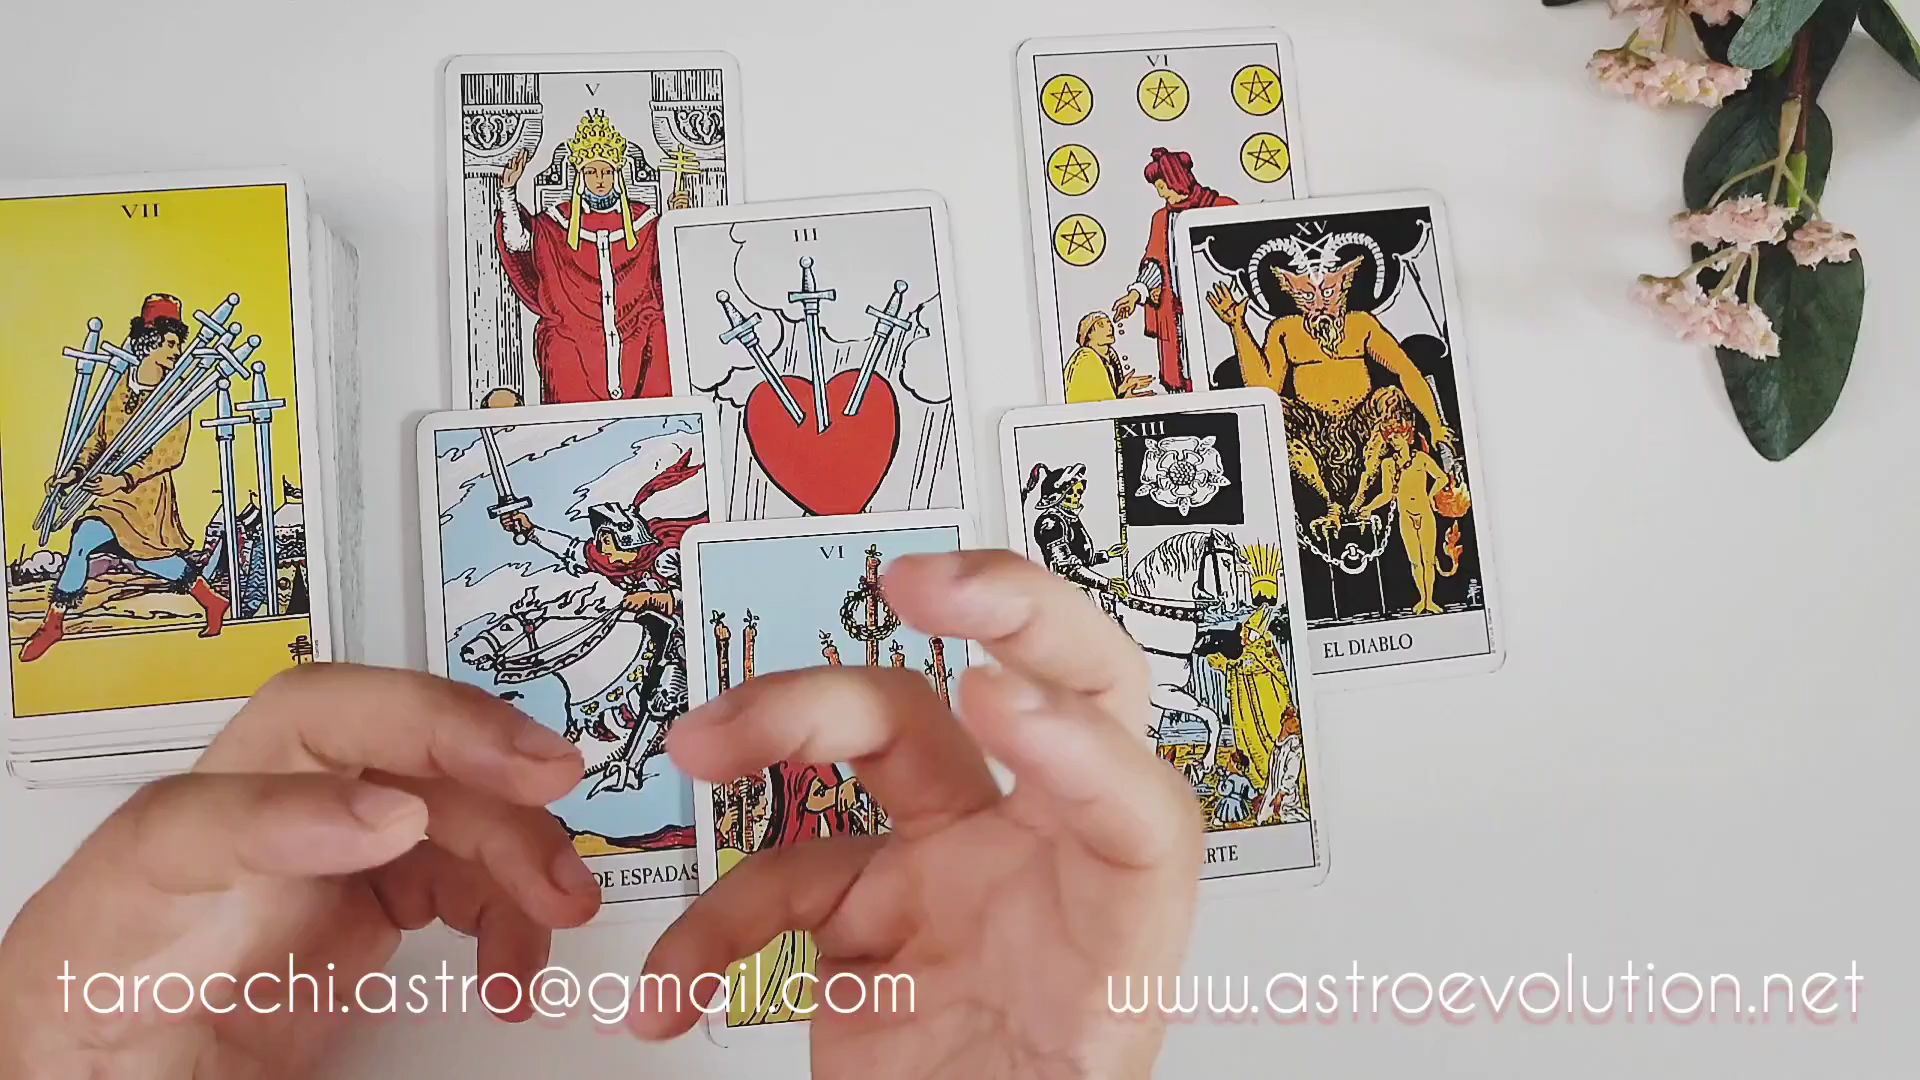 V
VI
VII
III
XV
XIII
VI
EL DIABLO
RTE
DE ESPADAS
tarocchi.astro@gmail.com
www.astroevolution.net